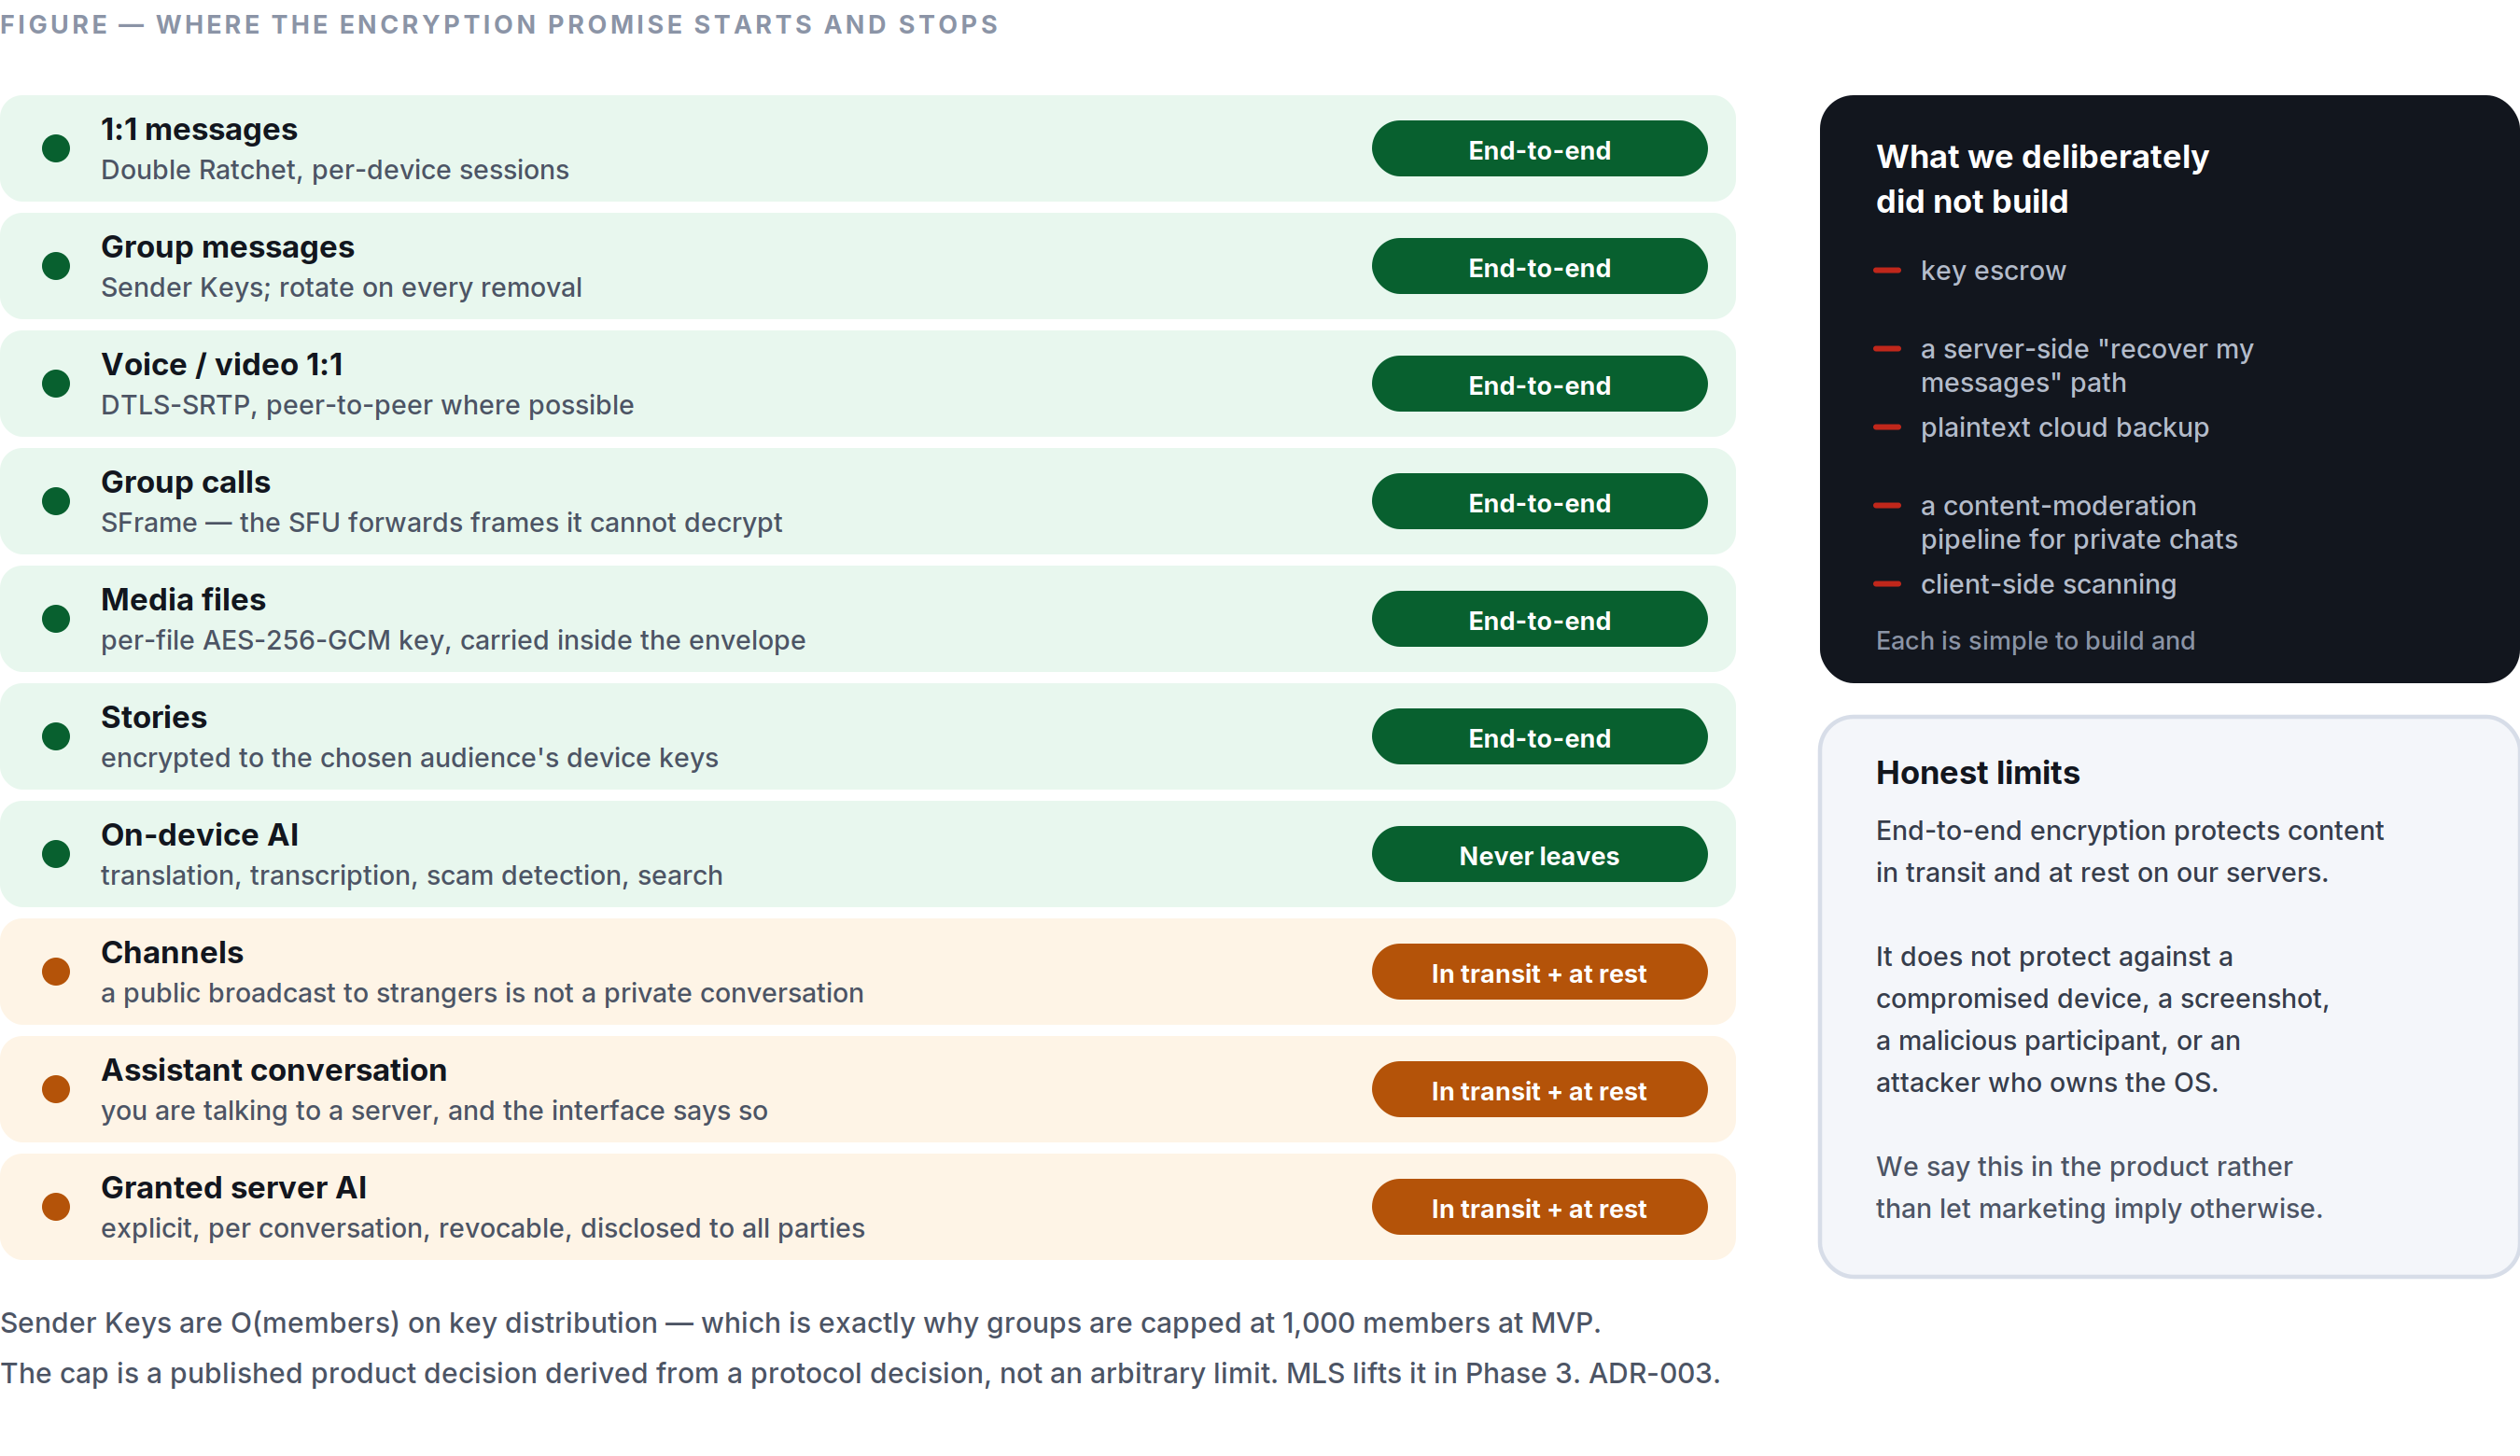 FIGURE — WHERE THE ENCRYPTION PROMISE STARTS AND STOPS
1:1 messages
Double Ratchet, per-device sessions
End-to-end
Group messages
Sender Keys; rotate on every removal
End-to-end
Voice / video 1:1
DTLS-SRTP, peer-to-peer where possible
End-to-end
Group calls
SFrame — the SFU forwards frames it cannot decrypt
End-to-end
Media files
per-file AES-256-GCM key, carried inside the envelope
End-to-end
Stories
encrypted to the chosen audience's device keys
End-to-end
On-device AI
translation, transcription, scam detection, search
Never leaves
Channels
a public broadcast to strangers is not a private conversation
In transit + at rest
Assistant conversation
you are talking to a server, and the interface says so
In transit + at rest
Granted server AI
explicit, per conversation, revocable, disclosed to all parties
In transit + at rest
What we deliberately
did not build
key escrow
a server-side "recover my
messages" path
plaintext cloud backup
a content-moderation
pipeline for private chats
client-side scanning
Each is simple to build and
Honest limits
End-to-end encryption protects content
in transit and at rest on our servers.
It does not protect against a
compromised device, a screenshot,
a malicious participant, or an
attacker who owns the OS.
We say this in the product rather
than let marketing imply otherwise.
Sender Keys are O(members) on key distribution — which is exactly why groups are capped at 1,000 members at MVP.
The cap is a published product decision derived from a protocol decision, not an arbitrary limit. MLS lifts it in Phase 3. ADR-003.